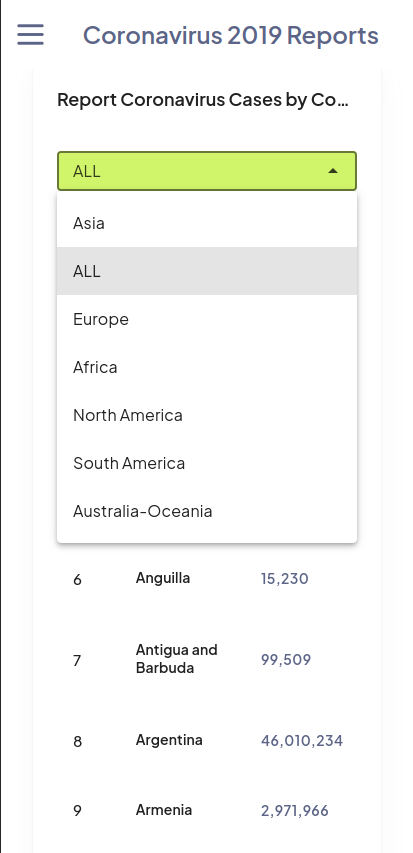 Coronavirus 2019 Reports
Report Coronavirus Cases by Co…
ALL
Asia
ALL
Europe
Africa
North America
South America
Australia-Oceania
6 Anguilla 15,230
7 Antigua and Barbuda 99,509
8 Argentina 46,010,234
9 Armenia 2,971,966